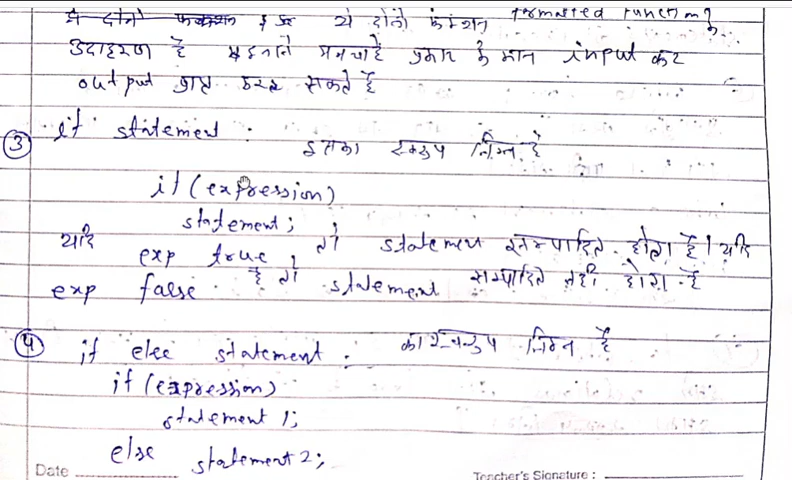 ये दोनो फंक्शन formatted function के
उदाहरण है इनमे मनचाहे प्रकार के मान input कर
output प्राप्त कर सकते है
③ if statement : इसका स्वरुप निम्न है
if (expression)
statement ;
यदि exp true है तो statement सम्पादित होता है। यदि
exp false है तो statement सम्पादित नही होता है
④ if else statement : का स्वरुप निम्न है
if (expression)
statement 1;
else statement 2;
Date Teacher's Signature :